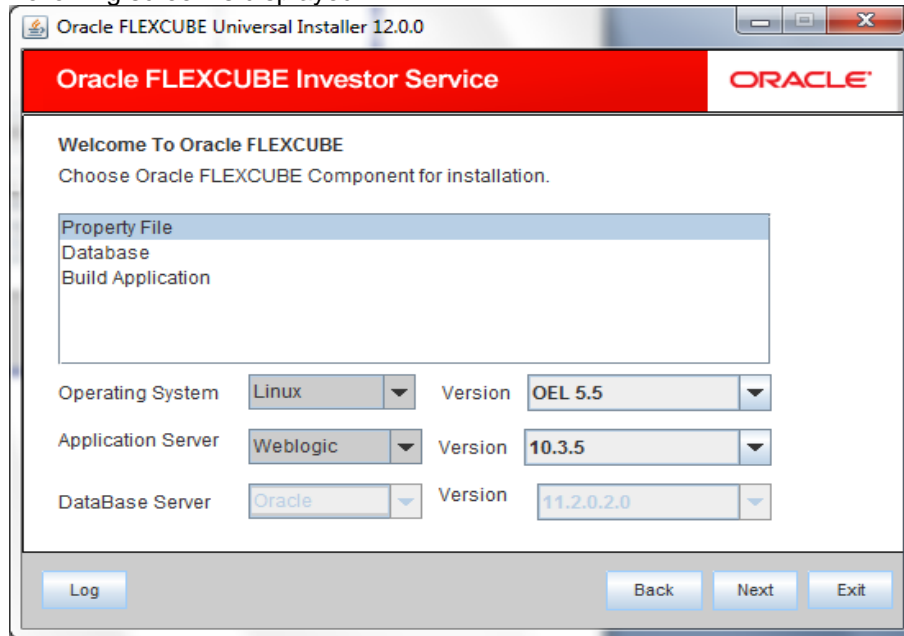 Oracle FLEXCUBE Universal Installer 12.0.0
Oracle FLEXCUBE Investor Service ORACLE
Welcome To Oracle FLEXCUBE
Choose Oracle FLEXCUBE Component for installation.
Property File
Database
Build Application
Operating System Linux Version OEL 5.5
Application Server Weblogic Version 10.3.5
DataBase Server Oracle Version 11.2.0.2.0
Log Back Next Exit